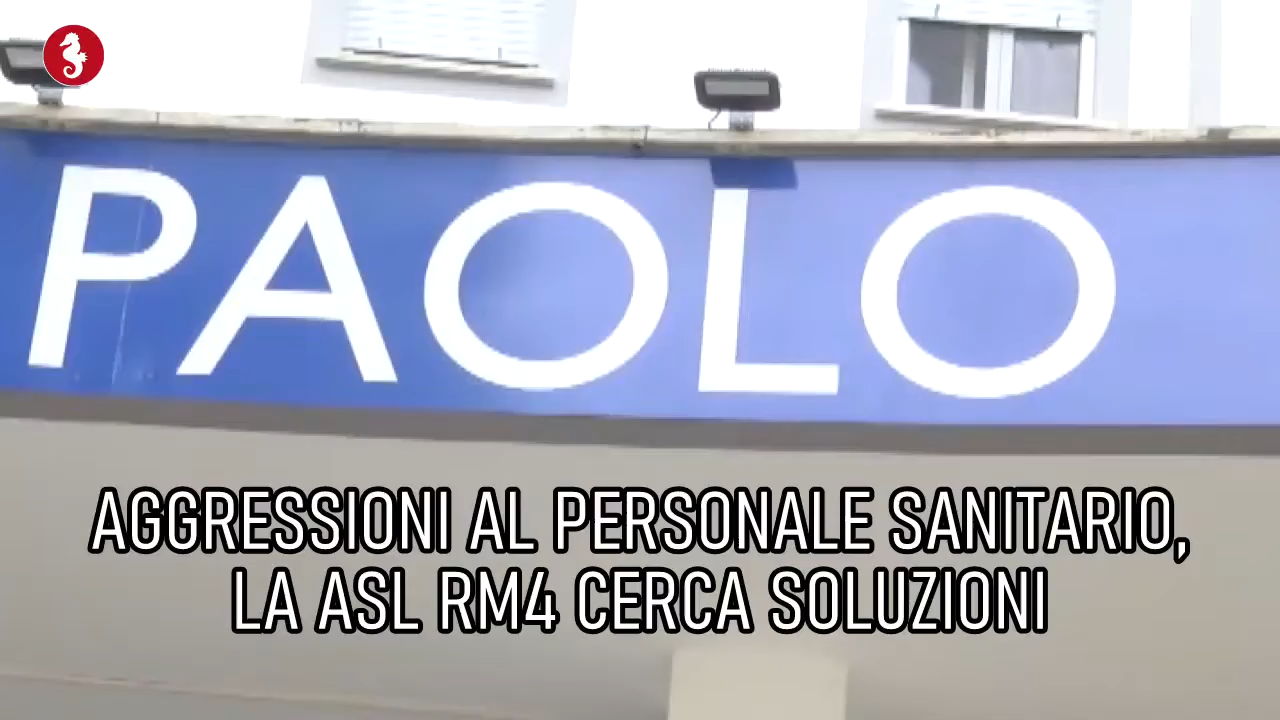 PAOLO
AGGRESSIONI AL PERSONALE SANITARIO,
LA ASL RM4 CERCA SOLUZIONI